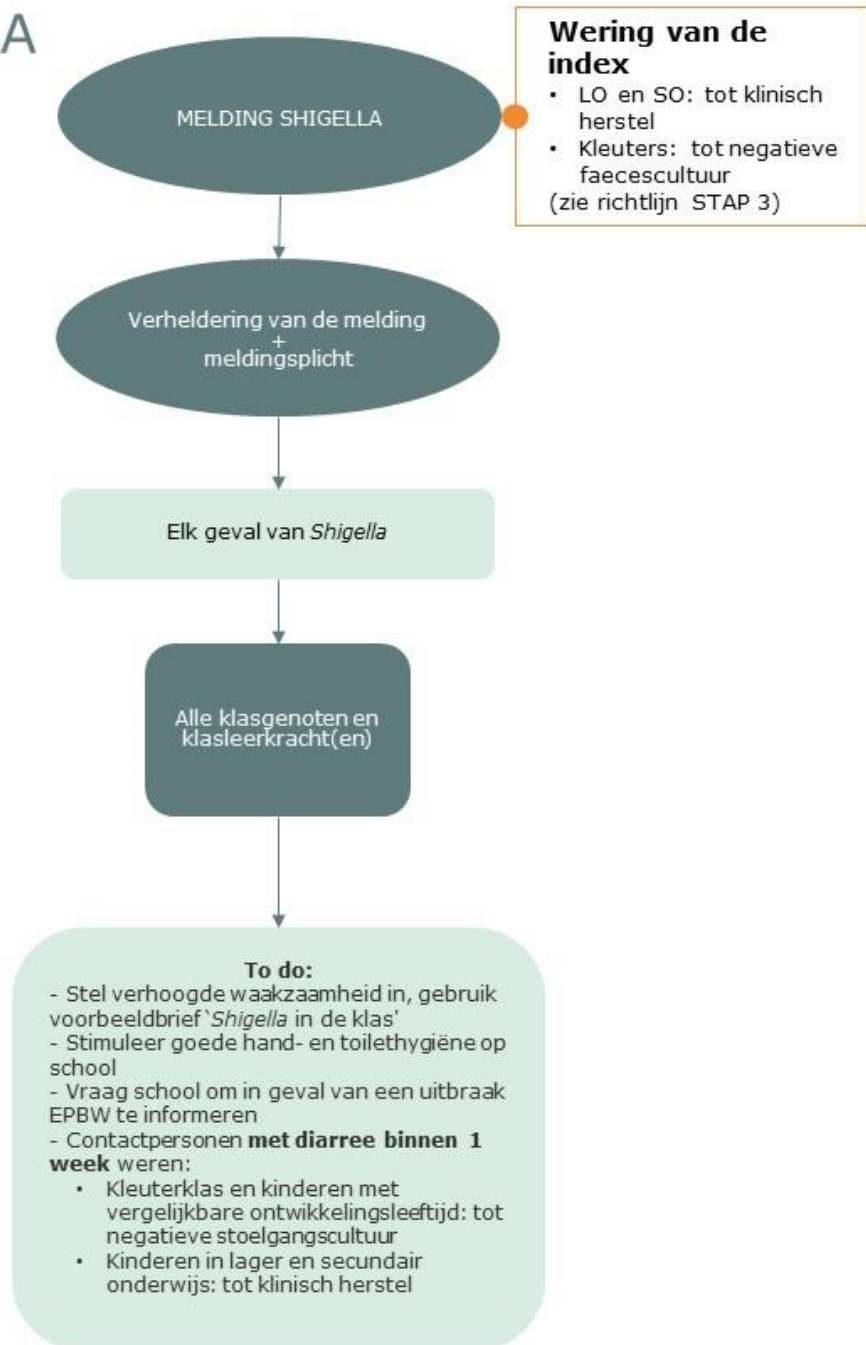 A
MELDING SHIGELLA
Wering van de
index
• LO en SO: tot klinisch
herstel
• Kleuters: tot negatieve
faecescultuur
(zie richtlijn STAP 3)
Verheldering van de melding
+
meldingsplicht
Elk geval van Shigella
Alle klasgenoten en
klasleerkracht(en)
To do:
- Stel verhoogde waakzaamheid in, gebruik
voorbeeldbrief ‘Shigella in de klas'
- Stimuleer goede hand- en toilethygiëne op
school
- Vraag school om in geval van een uitbraak
EPBW te informeren
- Contactpersonen met diarree binnen 1
week weren:
• Kleuterklas en kinderen met
vergelijkbare ontwikkelingsleeftijd: tot
negatieve stoelgangscultuur
• Kinderen in lager en secundair
onderwijs: tot klinisch herstel